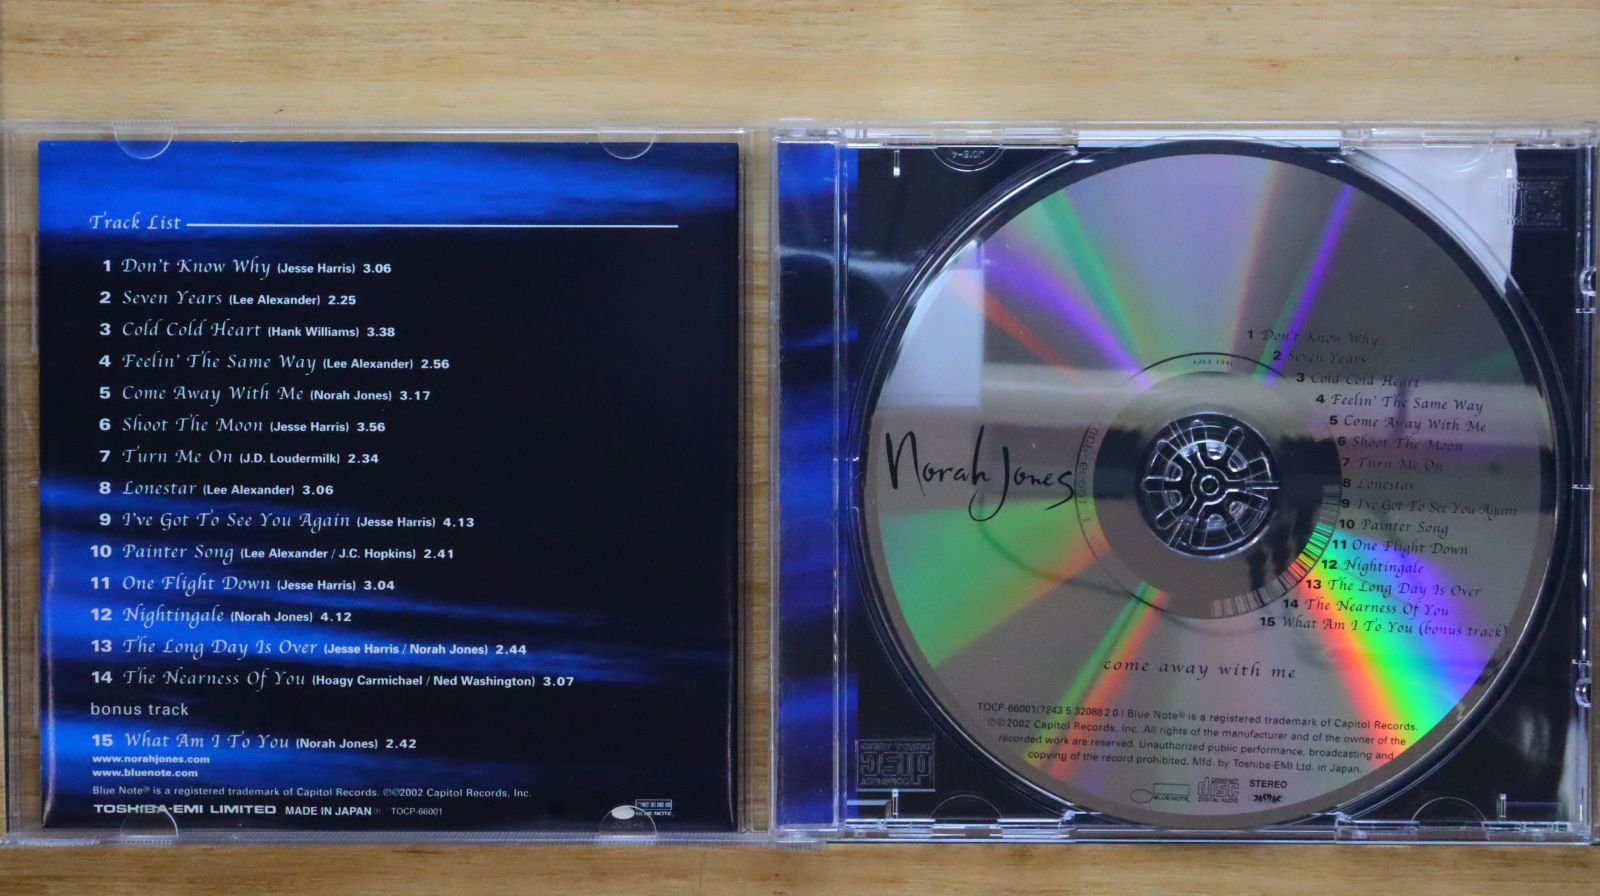 Track List
1 Don't Know Why (Jesse Harris) 3.06
2 Seven Years (Lee Alexander) 2.25
3 Cold Cold Heart (Hank Williams) 3.38
4 Feelin' The Same Way (Lee Alexander) 2.56
5 Come Away With Me (Norah Jones) 3.17
6 Shoot The Moon (Jesse Harris) 3.56
7 Turn Me On (J.D. Loudermilk) 2.34
8 Lonestar (Lee Alexander) 3.06
9 I've Got To See You Again (Jesse Harris) 4.13
10 Painter Song (Lee Alexander / J.C. Hopkins) 2.41
11 One Flight Down (Jesse Harris) 3.04
12 Nightingale (Norah Jones) 4.12
13 The Long Day Is Over (Jesse Harris / Norah Jones) 2.44
14 The Nearness Of You (Hoagy Carmichael / Ned Washington) 3.07
bonus track
15 What Am I To You (Norah Jones) 2.42
www.norahjones.com
www.bluenote.com
Blue Note® is a registered trademark of Capitol Records. ℗©2002 Capitol Records, Inc.
TOSHIBA-EMI LIMITED MADE IN JAPAN TOCP-66001
BLUE NOTE
1 Don't Know Why
2 Seven Years
3 Cold Cold Heart
4 Feelin' The Same Way
5 Come Away With Me
6 Shoot The Moon
7 Turn Me On
8 Lonestar
9 I've Got To See You Again
10 Painter Song
11 One Flight Down
12 Nightingale
13 The Long Day Is Over
14 The Nearness Of You
15 What Am I To You (bonus track)
Norah Jones
come away with me
TOCP-66001(7243 5 32088 2 0) Blue Note® is a registered trademark of Capitol Records.
℗©2002 Capitol Records, Inc. All rights of the manufacturer and of the owner of the
recorded work are reserved. Unauthorized public performance, broadcasting and
copying of the record prohibited. Mfd. by Toshiba-EMI Ltd. in Japan.
BLUE NOTE
COMPACT disc DIGITAL AUDIO
STEREO